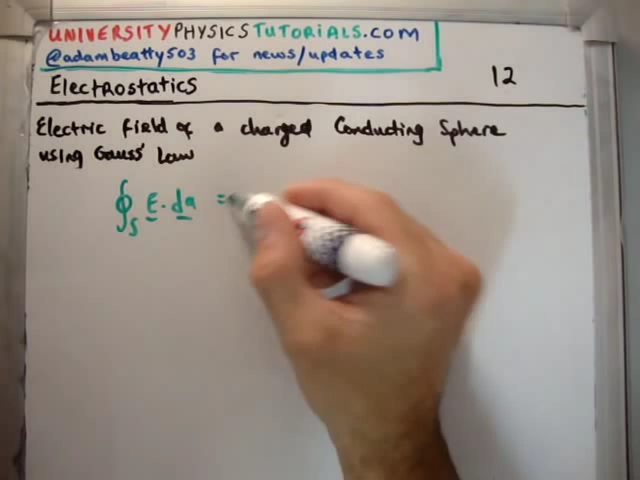 UNIVERSITYPHYSICSTUTORIALS.COM
@adambeatty503 for news/updates
Electrostatics 12
Electric field of a charged Conducting Sphere
using Gauss' Law
∮S E · da =